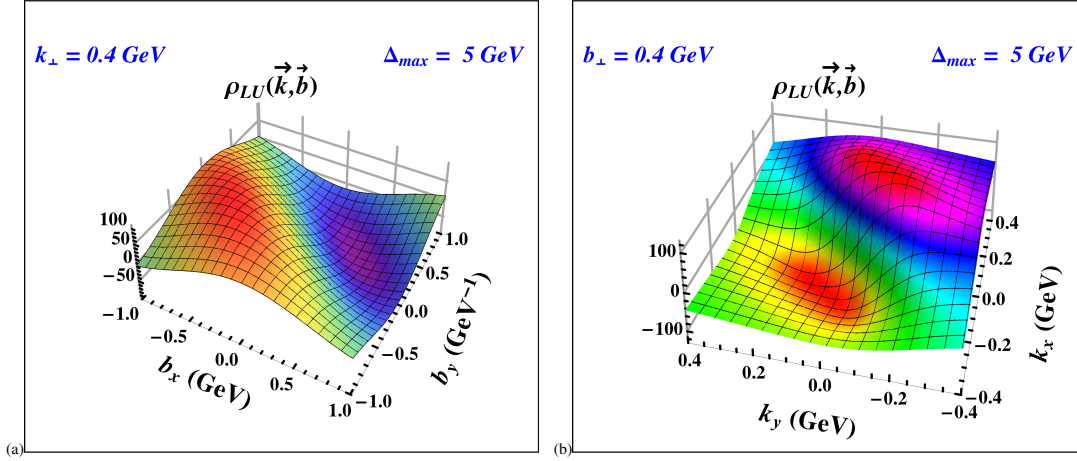 k⊥ = 0.4 GeV
Δmax = 5 GeV
ρLU(k⃗,b⃗)
100
50
0
−50
−1.0
−0.5
0.0
0.5
1.0
bx (GeV)
−1.0
−0.5
0.0
0.5
1.0
by (GeV⁻¹)
(a)
b⊥ = 0.4 GeV
Δmax = 5 GeV
ρLU(k⃗,b⃗)
100
0
−100
0.4
0.2
0.0
−0.2
−0.4
ky (GeV)
0.4
0.2
0.0
−0.2
−0.4
kx (GeV)
(b)